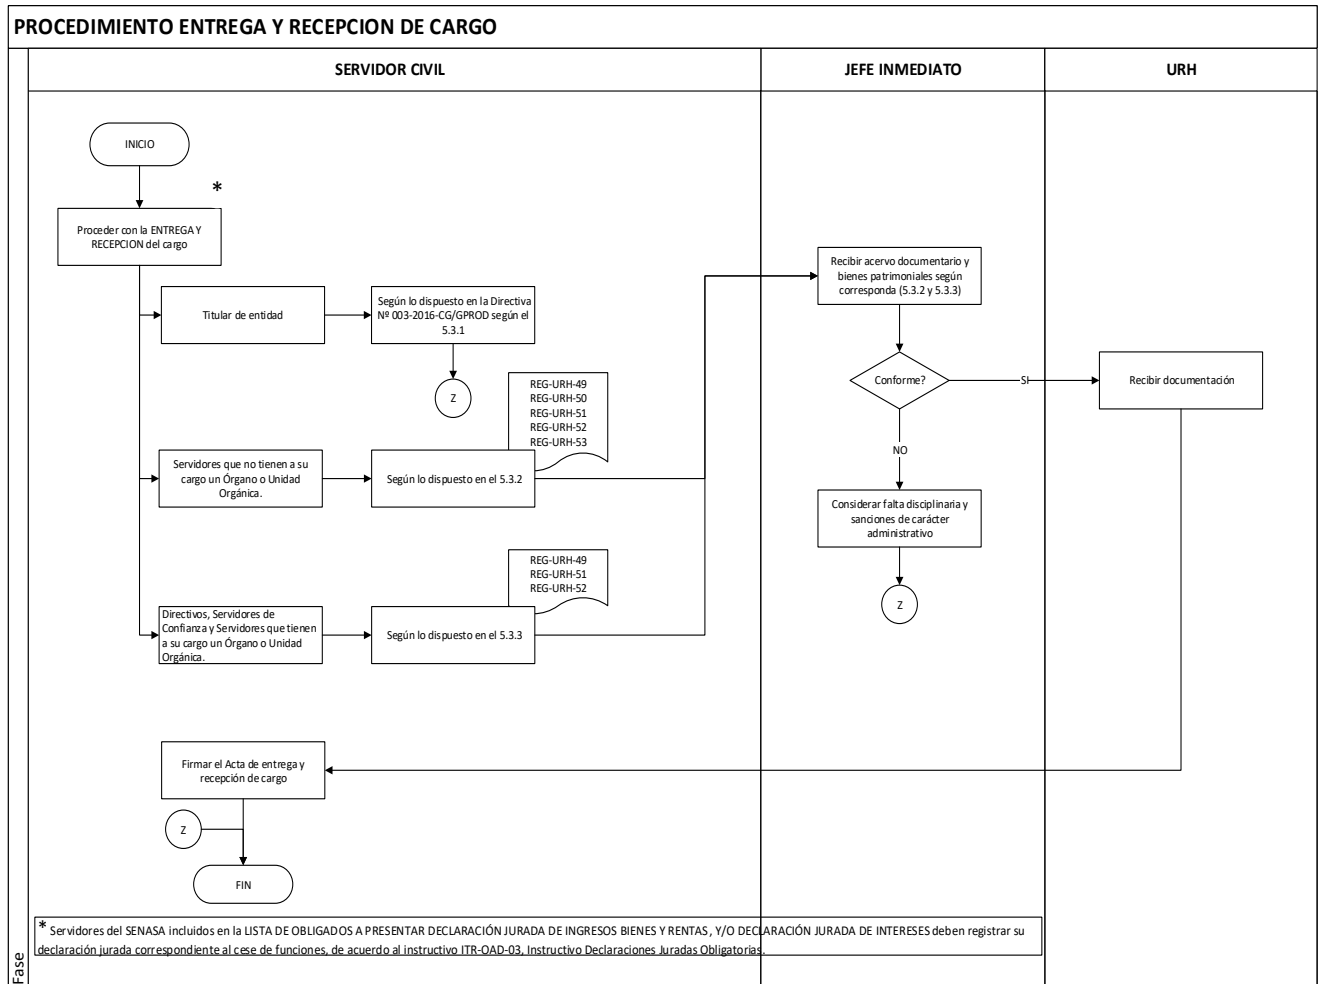 PROCEDIMIENTO ENTREGA Y RECEPCION DE CARGO
SERVIDOR CIVIL
JEFE INMEDIATO
URH
INICIO
*
Proceder con la ENTREGA Y
RECEPCION del cargo
Titular de entidad
Según lo dispuesto en la Directiva
Nº 003-2016-CG/GPROD según el
5.3.1
Z
REG-URH-49
REG-URH-50
REG-URH-51
REG-URH-52
REG-URH-53
Servidores que no tienen a su
cargo un Órgano o Unidad
Orgánica.
Según lo dispuesto en el 5.3.2
REG-URH-49
REG-URH-51
REG-URH-52
Directivos, Servidores de
Confianza y Servidores que tienen
a su cargo un Órgano o Unidad
Orgánica.
Según lo dispuesto en el 5.3.3
Recibir acervo documentario y
bienes patrimoniales según
corresponda (5.3.2 y 5.3.3)
Conforme?
SI
Recibir documentación
NO
Considerar falta disciplinaria y
sanciones de carácter
administrativo
Z
Firmar el Acta de entrega y
recepción de cargo
Z
FIN
* Servidores del SENASA incluidos en la LISTA DE OBLIGADOS A PRESENTAR DECLARACIÓN JURADA DE INGRESOS BIENES Y RENTAS, Y/O DECLARACIÓN JURADA DE INTERESES deben registrar su
declaración jurada correspondiente al cese de funciones, de acuerdo al instructivo ITR-OAD-03, Instructivo Declaraciones Juradas Obligatorias.
Fase